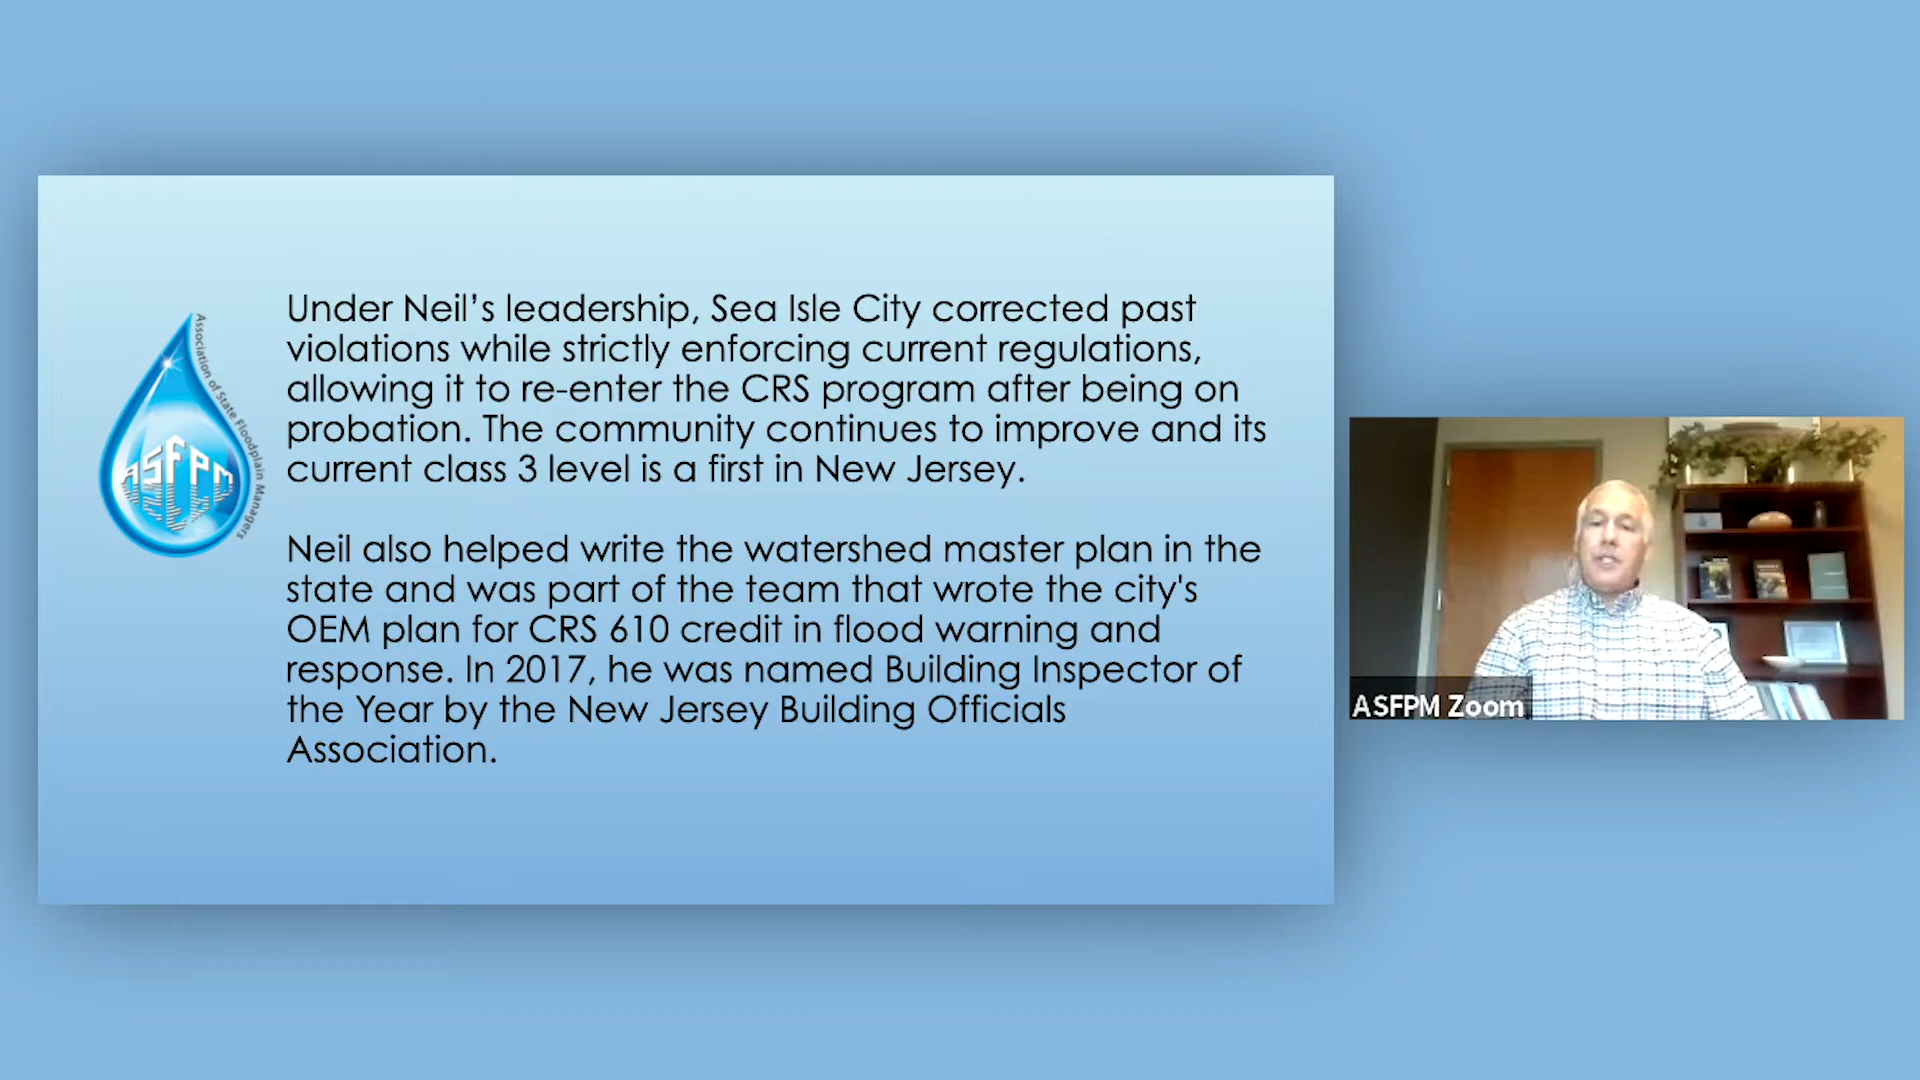 Under Neil's leadership, Sea Isle City corrected past
violations while strictly enforcing current regulations,
allowing it to re-enter the CRS program after being on
probation. The community continues to improve and its
current class 3 level is a first in New Jersey.
Neil also helped write the watershed master plan in the
state and was part of the team that wrote the city's
OEM plan for CRS 610 credit in flood warning and
response. In 2017, he was named Building Inspector of
the Year by the New Jersey Building Officials
Association.
Association of State Floodplain Managers
ASFPM
ASFPM Zoom